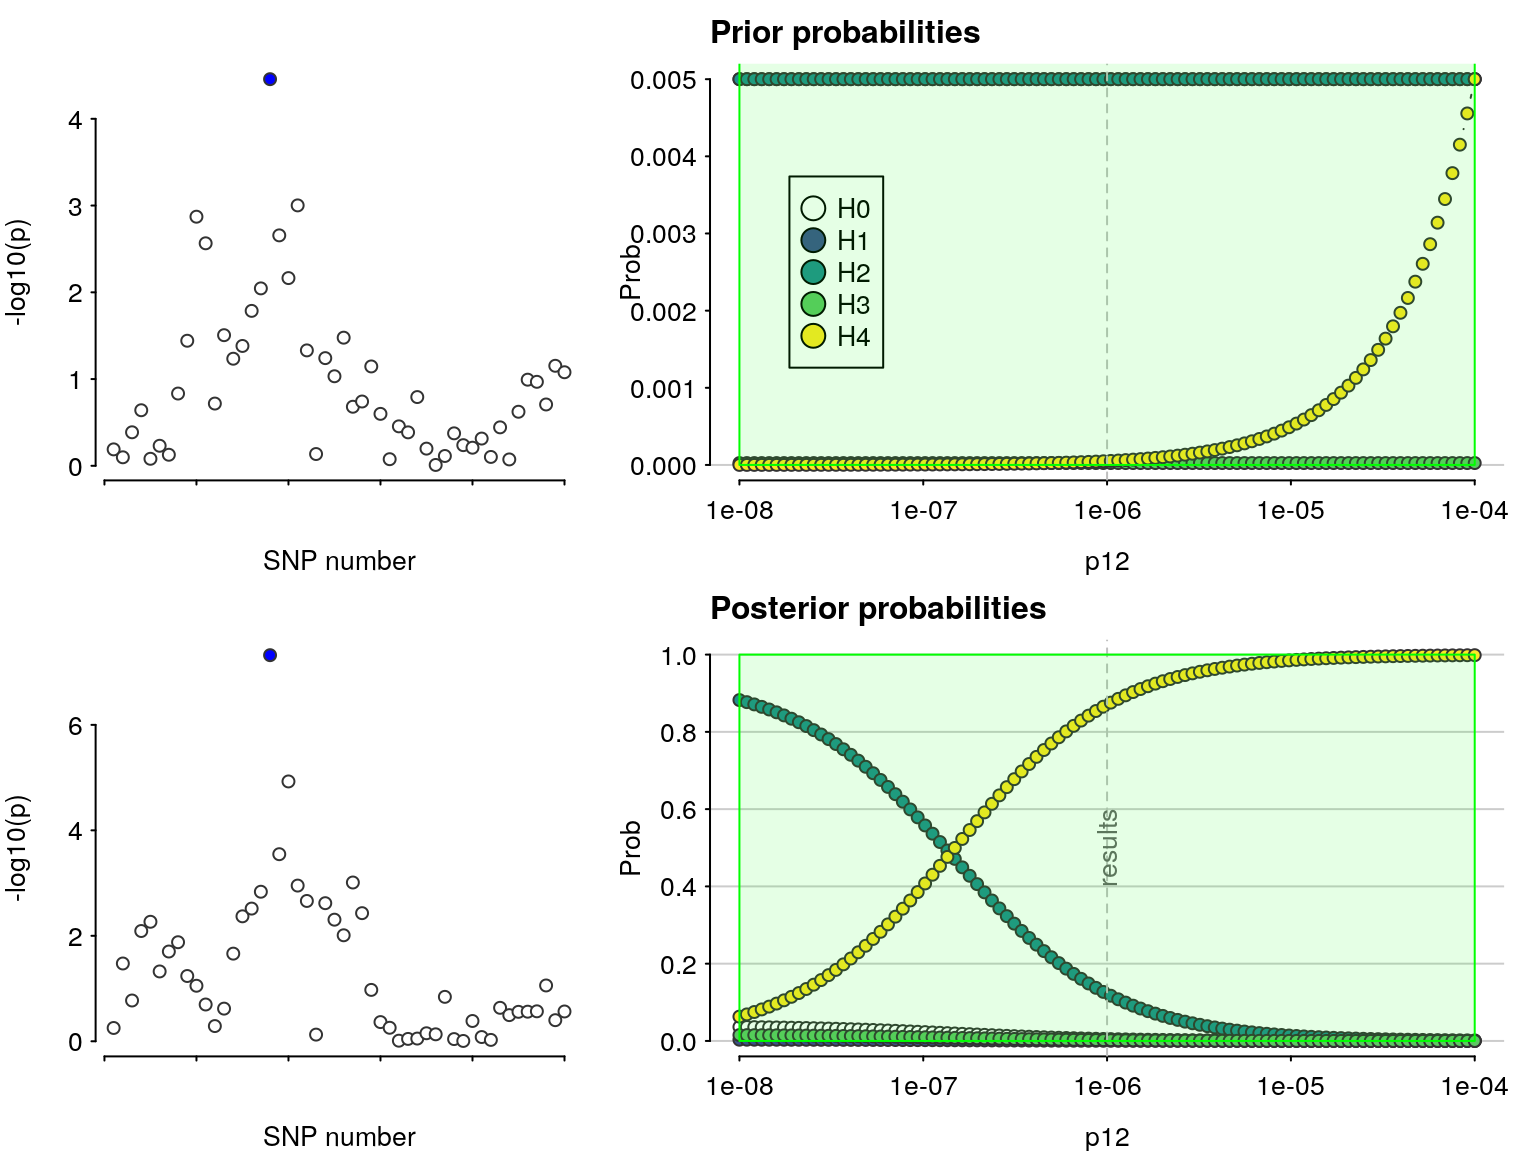 4
3
2
1
0
-log10(p)
SNP number
Prior probabilities
0.005
0.004
0.003
0.002
0.001
0.000
Prob
H0
H1
H2
H3
H4
1e-08 1e-07 1e-06 1e-05 1e-04
p12
6
4
2
0
-log10(p)
SNP number
Posterior probabilities
1.0
0.8
0.6
0.4
0.2
0.0
Prob
results
1e-08 1e-07 1e-06 1e-05 1e-04
p12